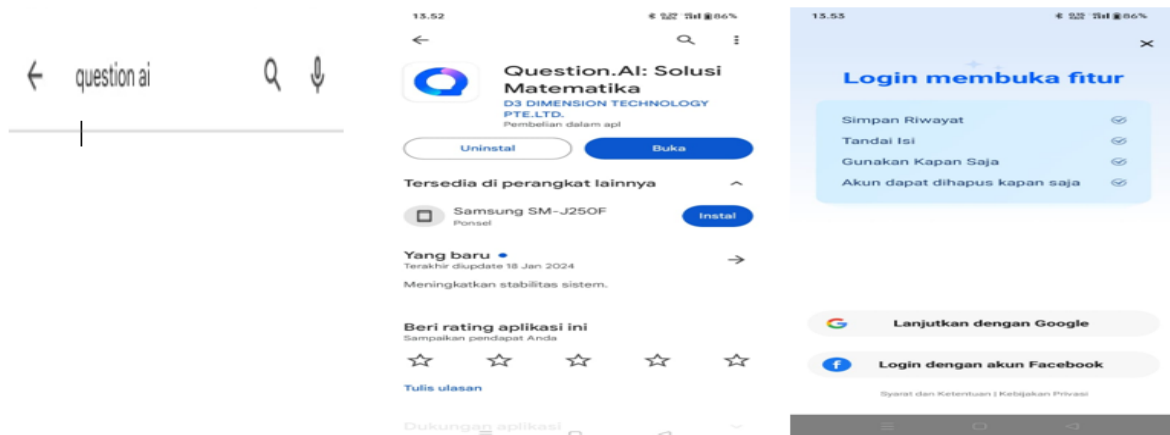 question ai
13.52
86%
Question.AI: Solusi
Matematika
D3 DIMENSION TECHNOLOGY
PTE.LTD.
Pembelian dalam apl
Uninstal
Buka
Tersedia di perangkat lainnya
Samsung SM-J250F
Ponsel
Instal
Yang baru
Terakhir diupdate 18 Jan 2024
Meningkatkan stabilitas sistem.
Beri rating aplikasi ini
Sampaikan pendapat Anda
Tulis ulasan
Dukungan aplikasi
13.53
86%
Login membuka fitur
Simpan Riwayat
Tandai Isi
Gunakan Kapan Saja
Akun dapat dihapus kapan saja
Lanjutkan dengan Google
Login dengan akun Facebook
Syarat dan Ketentuan | Kebijakan Privasi